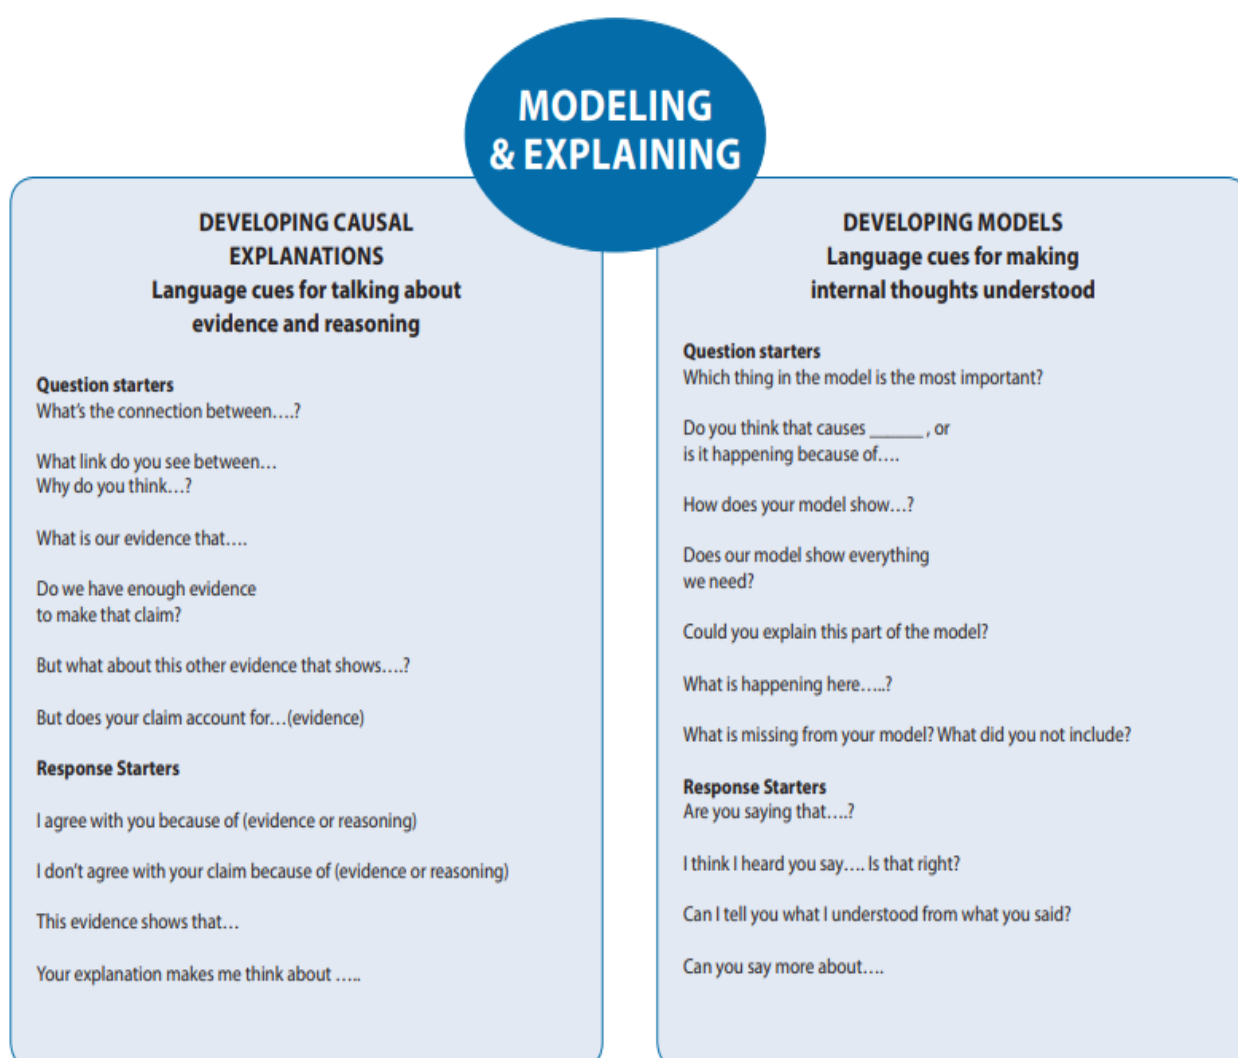 MODELING
& EXPLAINING
DEVELOPING CAUSAL
EXPLANATIONS
Language cues for talking about
evidence and reasoning
Question starters
What's the connection between….?
What link do you see between…
Why do you think…?
What is our evidence that….
Do we have enough evidence
to make that claim?
But what about this other evidence that shows….?
But does your claim account for…(evidence)
Response Starters
I agree with you because of (evidence or reasoning)
I don't agree with your claim because of (evidence or reasoning)
This evidence shows that…
Your explanation makes me think about …..
DEVELOPING MODELS
Language cues for making
internal thoughts understood
Question starters
Which thing in the model is the most important?
Do you think that causes ______ , or
is it happening because of….
How does your model show…?
Does our model show everything
we need?
Could you explain this part of the model?
What is happening here…..?
What is missing from your model? What did you not include?
Response Starters
Are you saying that….?
I think I heard you say…. Is that right?
Can I tell you what I understood from what you said?
Can you say more about….